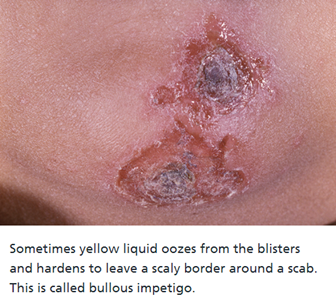 Sometimes yellow liquid oozes from the blisters
and hardens to leave a scaly border around a scab.
This is called bullous impetigo.